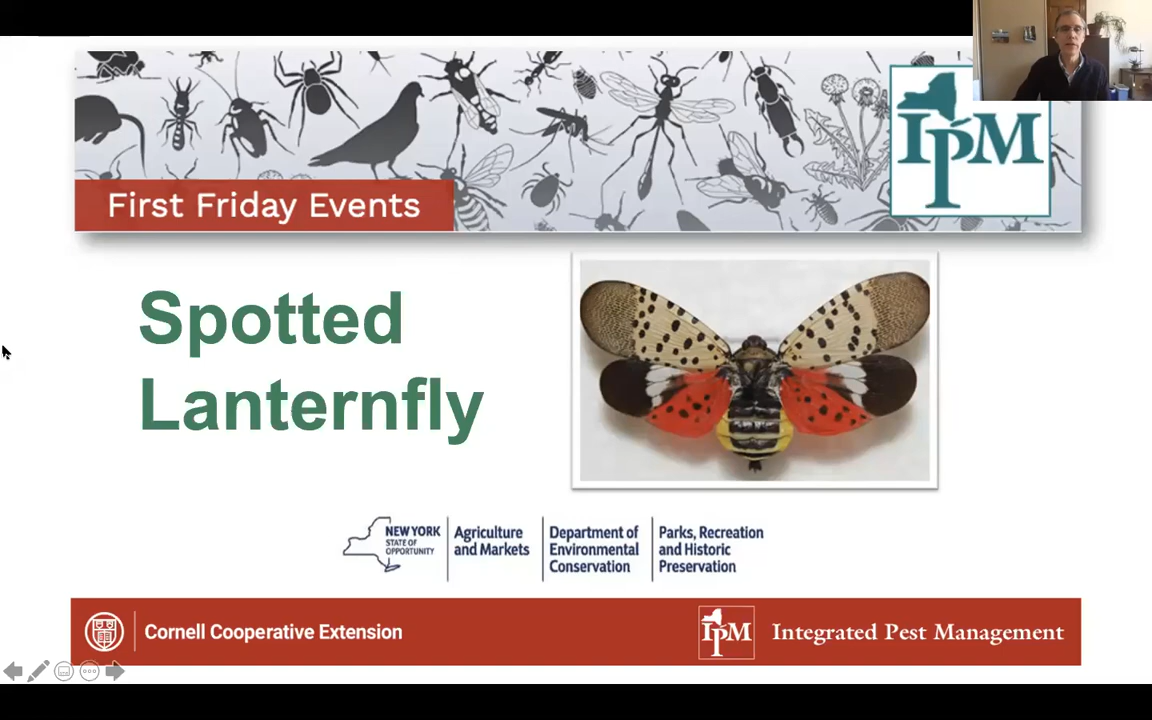 IPM
First Friday Events
Spotted
Lanternfly
NEW YORK
STATE OF
OPPORTUNITY
Agriculture
and Markets
Department of
Environmental
Conservation
Parks, Recreation
and Historic
Preservation
Cornell Cooperative Extension
IPM
Integrated Pest Management